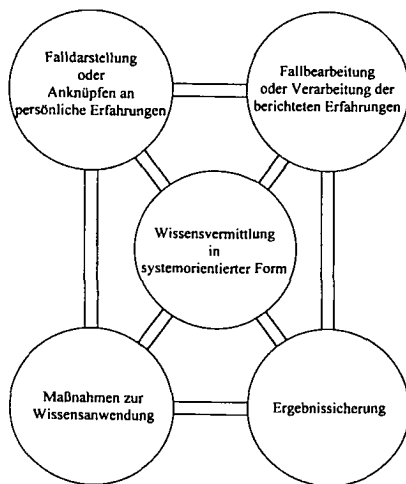 Falldarstellung
oder
Anknüpfen an
persönliche Erfahrungen
Fallbearbeitung
oder Verarbeitung der
berichteten Erfahrungen
Wissensvermittlung
in
systemorientierter Form
Maßnahmen zur
Wissensanwendung
Ergebnissicherung